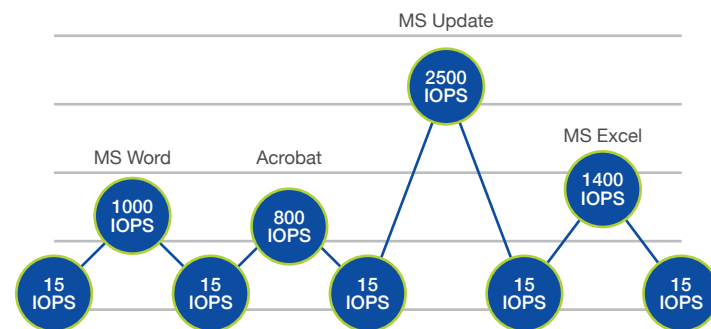 MS Update
2500
IOPS
MS Word
Acrobat
MS Excel
1000
IOPS
800
IOPS
1400
IOPS
15
IOPS
15
IOPS
15
IOPS
15
IOPS
15
IOPS